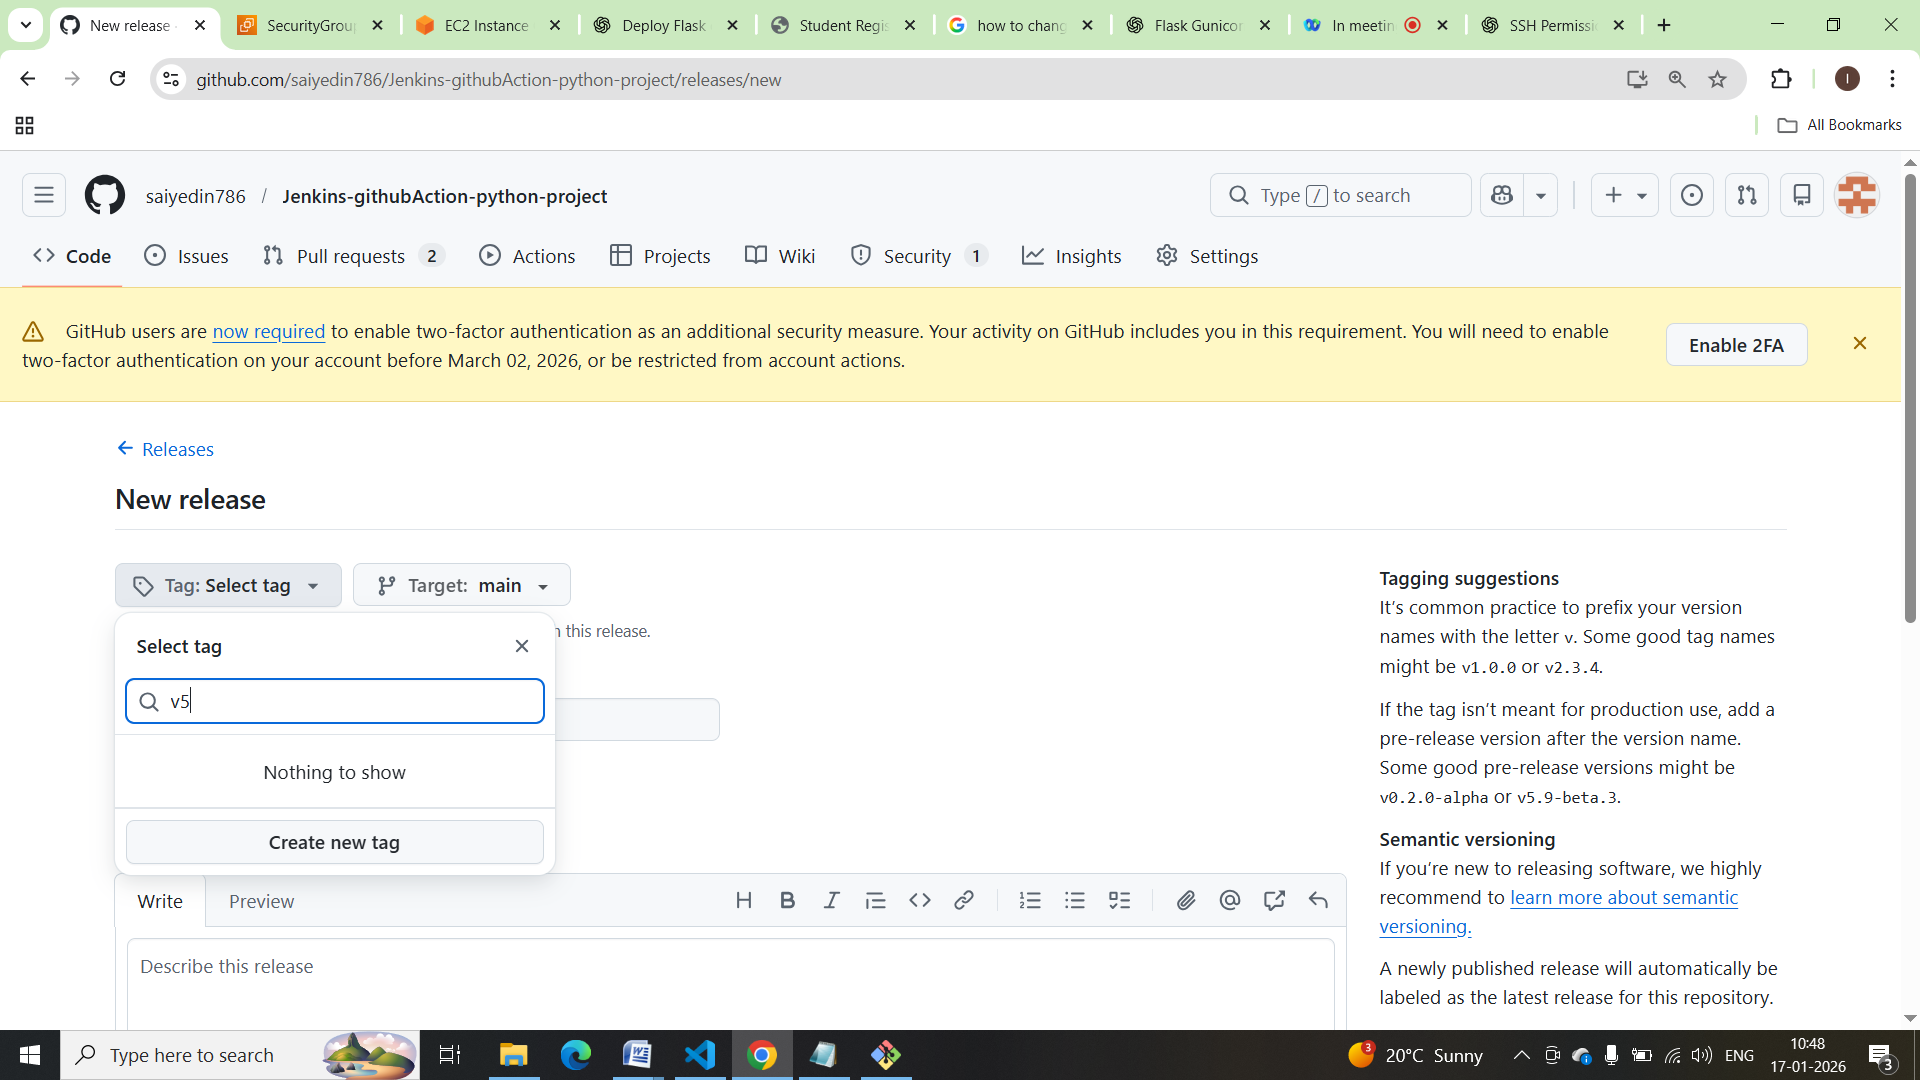 New release
SecurityGrou
EC2 Instance
Deploy Flask
Student Regis
how to chang
Flask Gunicor
In meetin
SSH Permissi
github.com/saiyedin786/Jenkins-githubAction-python-project/releases/new
I
All Bookmarks
saiyedin786 / Jenkins-githubAction-python-project
Type / to search
Code
Issues
Pull requests 2
Actions
Projects
Wiki
Security 1
Insights
Settings
GitHub users are now required to enable two-factor authentication as an additional security measure. Your activity on GitHub includes you in this requirement. You will need to enable
two-factor authentication on your account before March 02, 2026, or be restricted from account actions.
Enable 2FA
Releases
New release
Tag: Select tag
Target: main
this release.
Select tag
v5
Nothing to show
Create new tag
Write
Preview
Describe this release
Tagging suggestions
It’s common practice to prefix your version
names with the letter v. Some good tag names
might be v1.0.0 or v2.3.4.
If the tag isn’t meant for production use, add a
pre-release version after the version name.
Some good pre-release versions might be
v0.2.0-alpha or v5.9-beta.3.
Semantic versioning
If you’re new to releasing software, we highly
recommend to learn more about semantic
versioning.
A newly published release will automatically be
labeled as the latest release for this repository.
Type here to search
3
20°C Sunny
ENG
10:48
17-01-2026
3